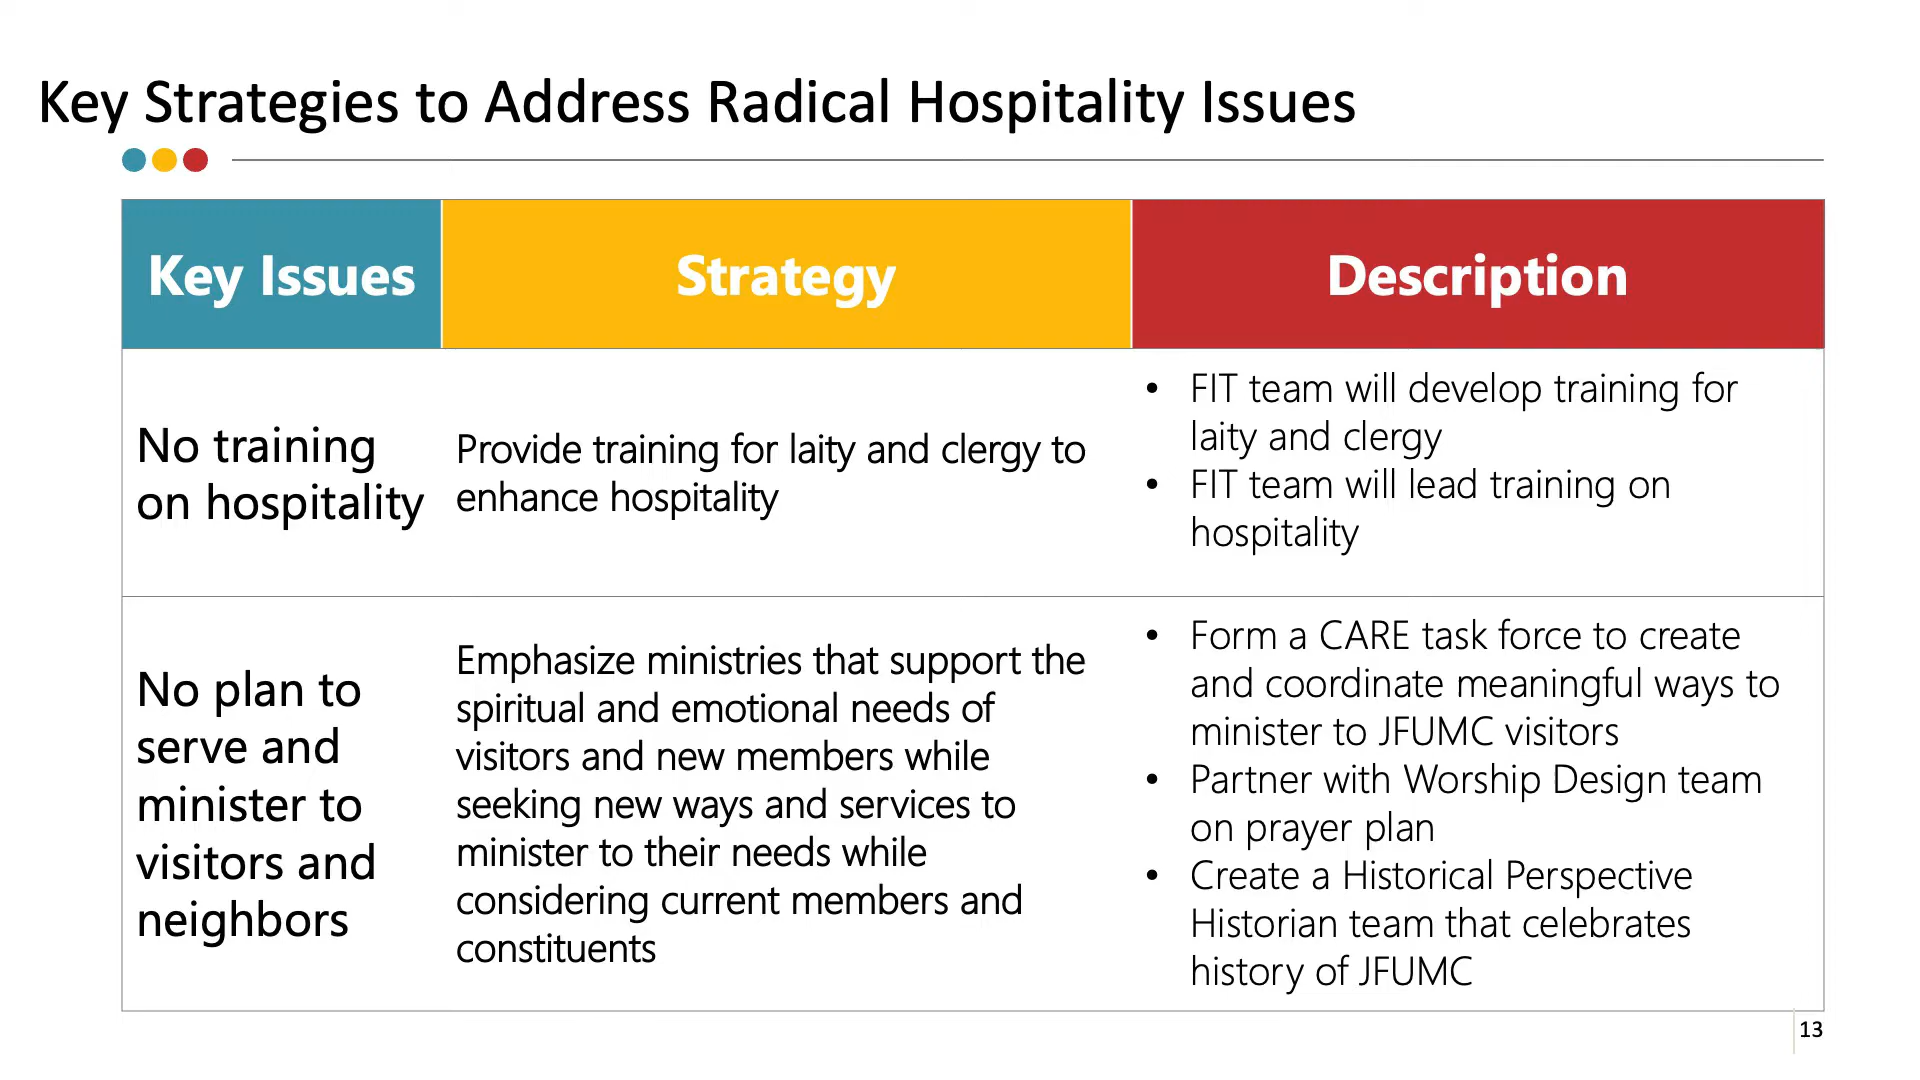 Key Strategies to Address Radical Hospitality Issues
Key Issues
Strategy
Description
No training
on hospitality
Provide training for laity and clergy to
enhance hospitality
• FIT team will develop training for
laity and clergy
• FIT team will lead training on
hospitality
No plan to
serve and
minister to
visitors and
neighbors
Emphasize ministries that support the
spiritual and emotional needs of
visitors and new members while
seeking new ways and services to
minister to their needs while
considering current members and
constituents
• Form a CARE task force to create
and coordinate meaningful ways to
minister to JFUMC visitors
• Partner with Worship Design team
on prayer plan
• Create a Historical Perspective
Historian team that celebrates
history of JFUMC
13